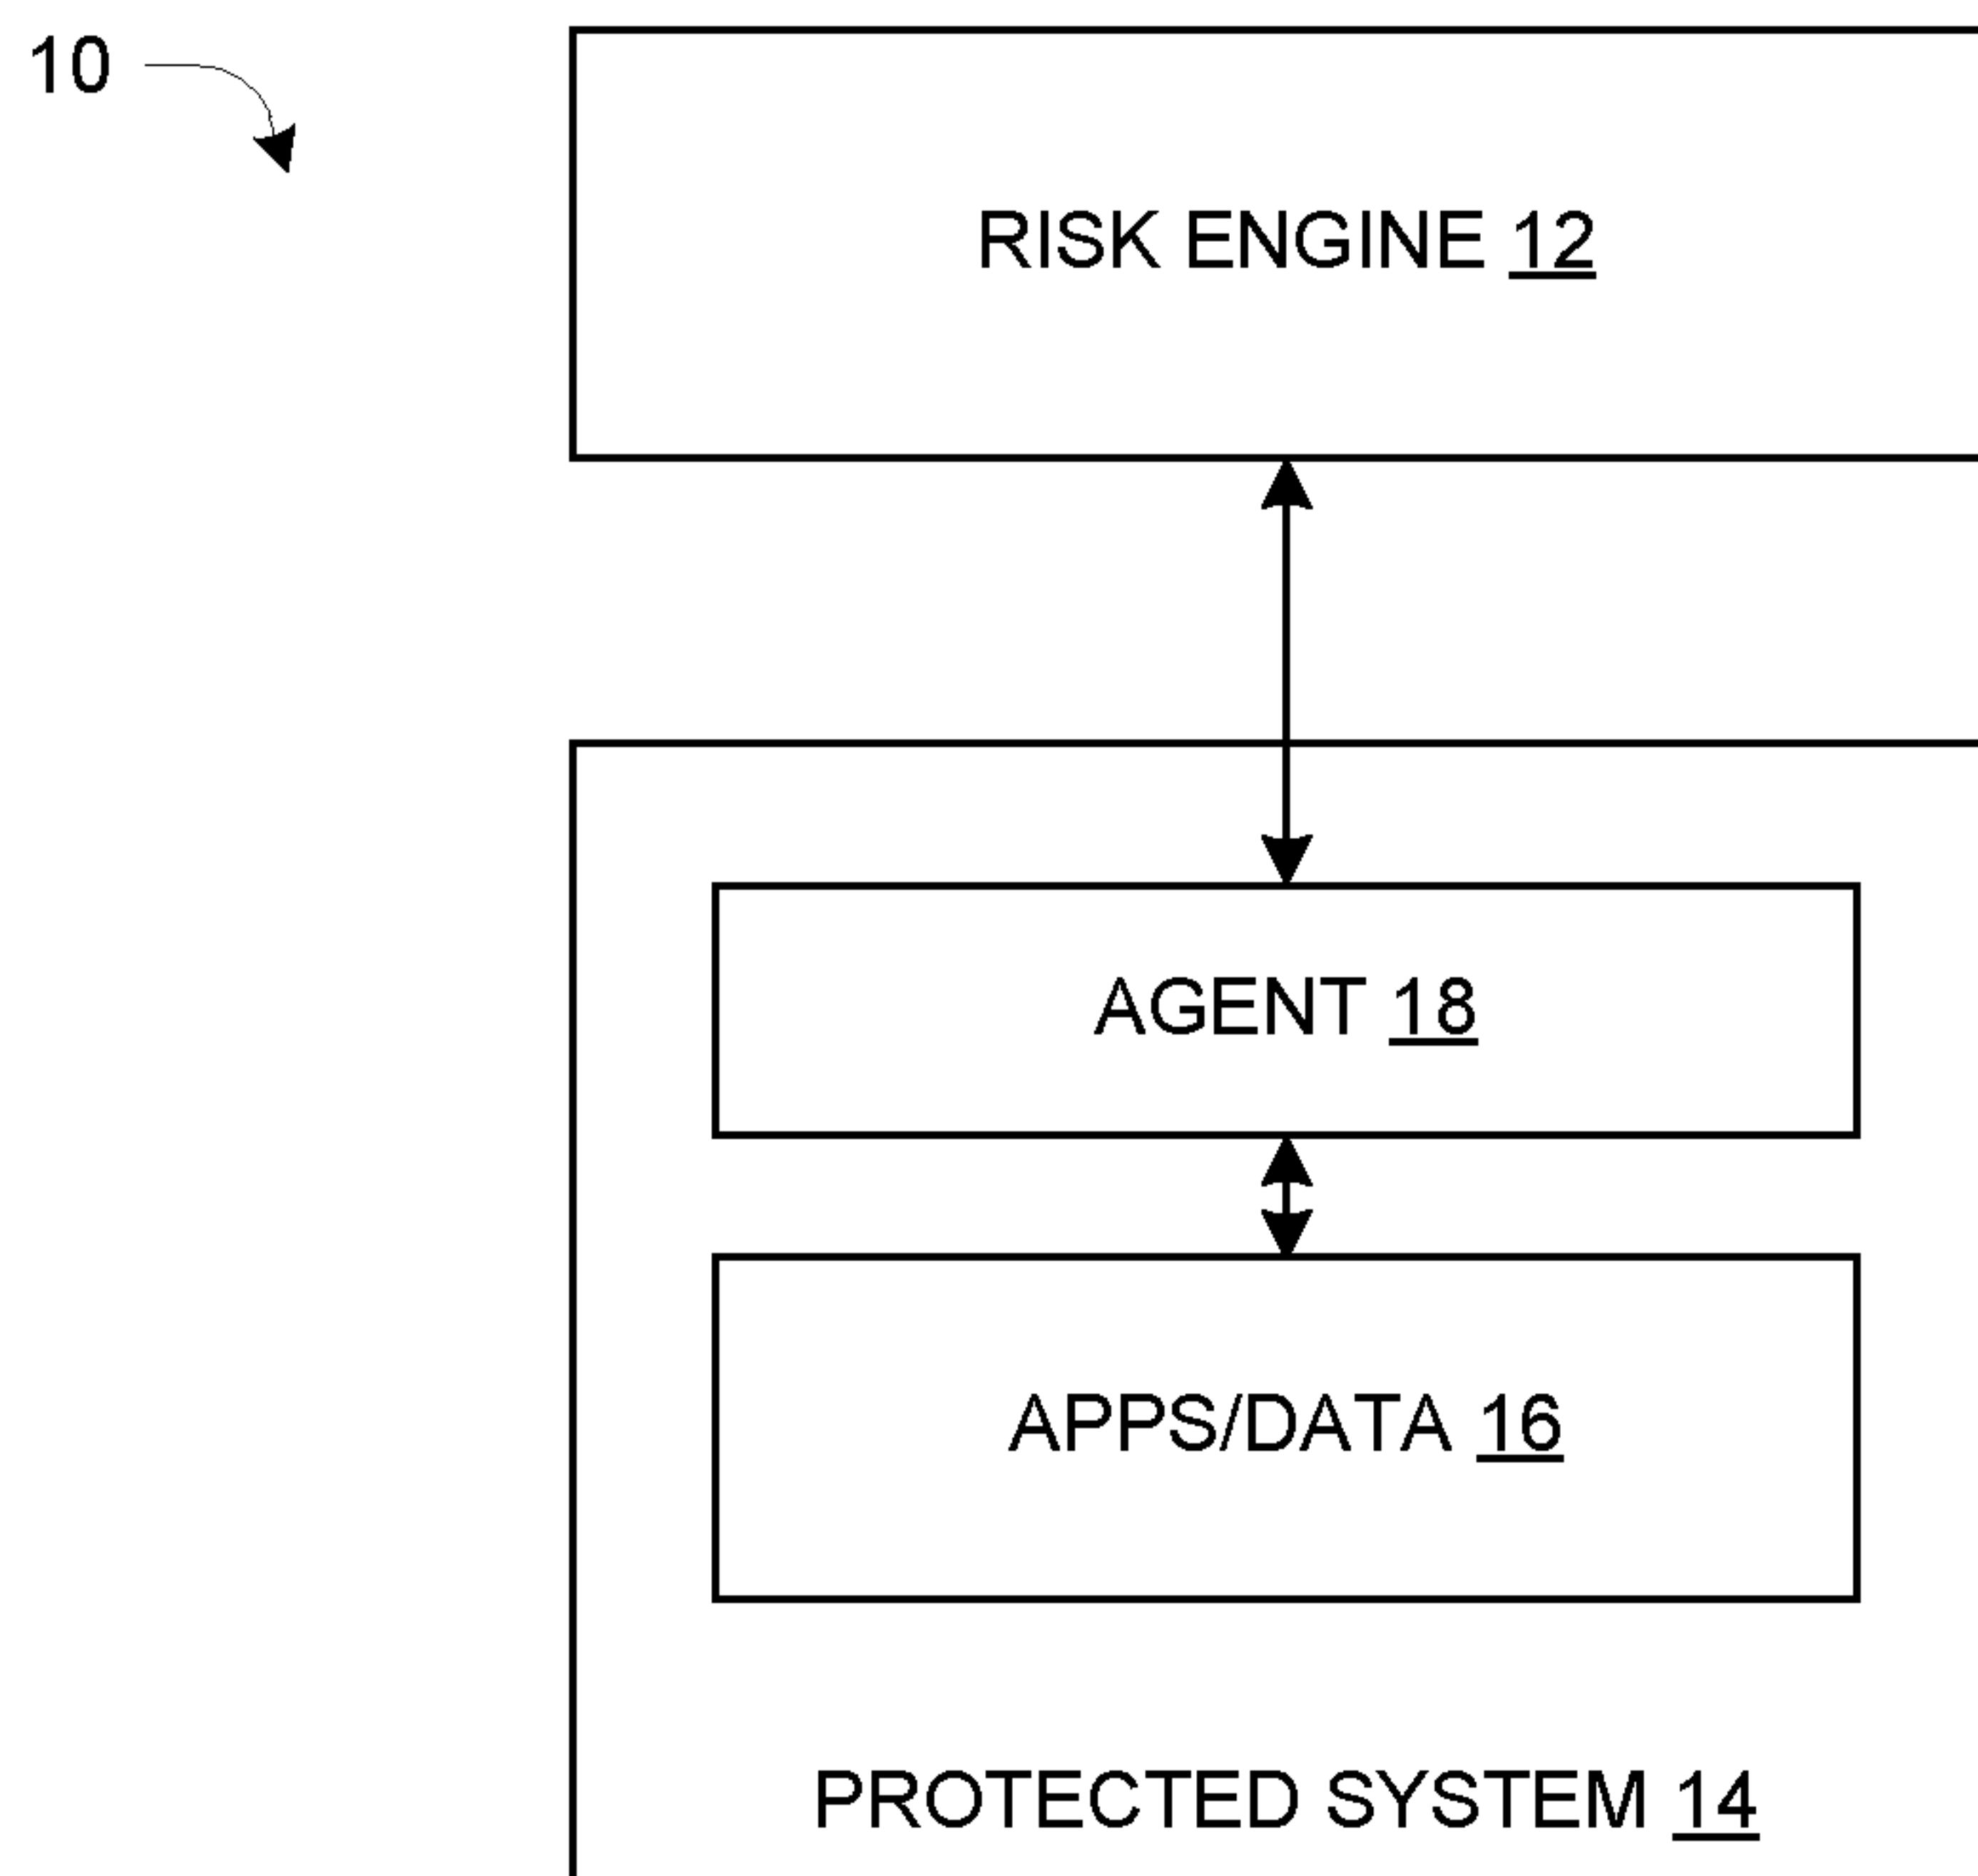 10
RISK ENGINE 12
AGENT 18
APPS/DATA 16
PROTECTED SYSTEM 14